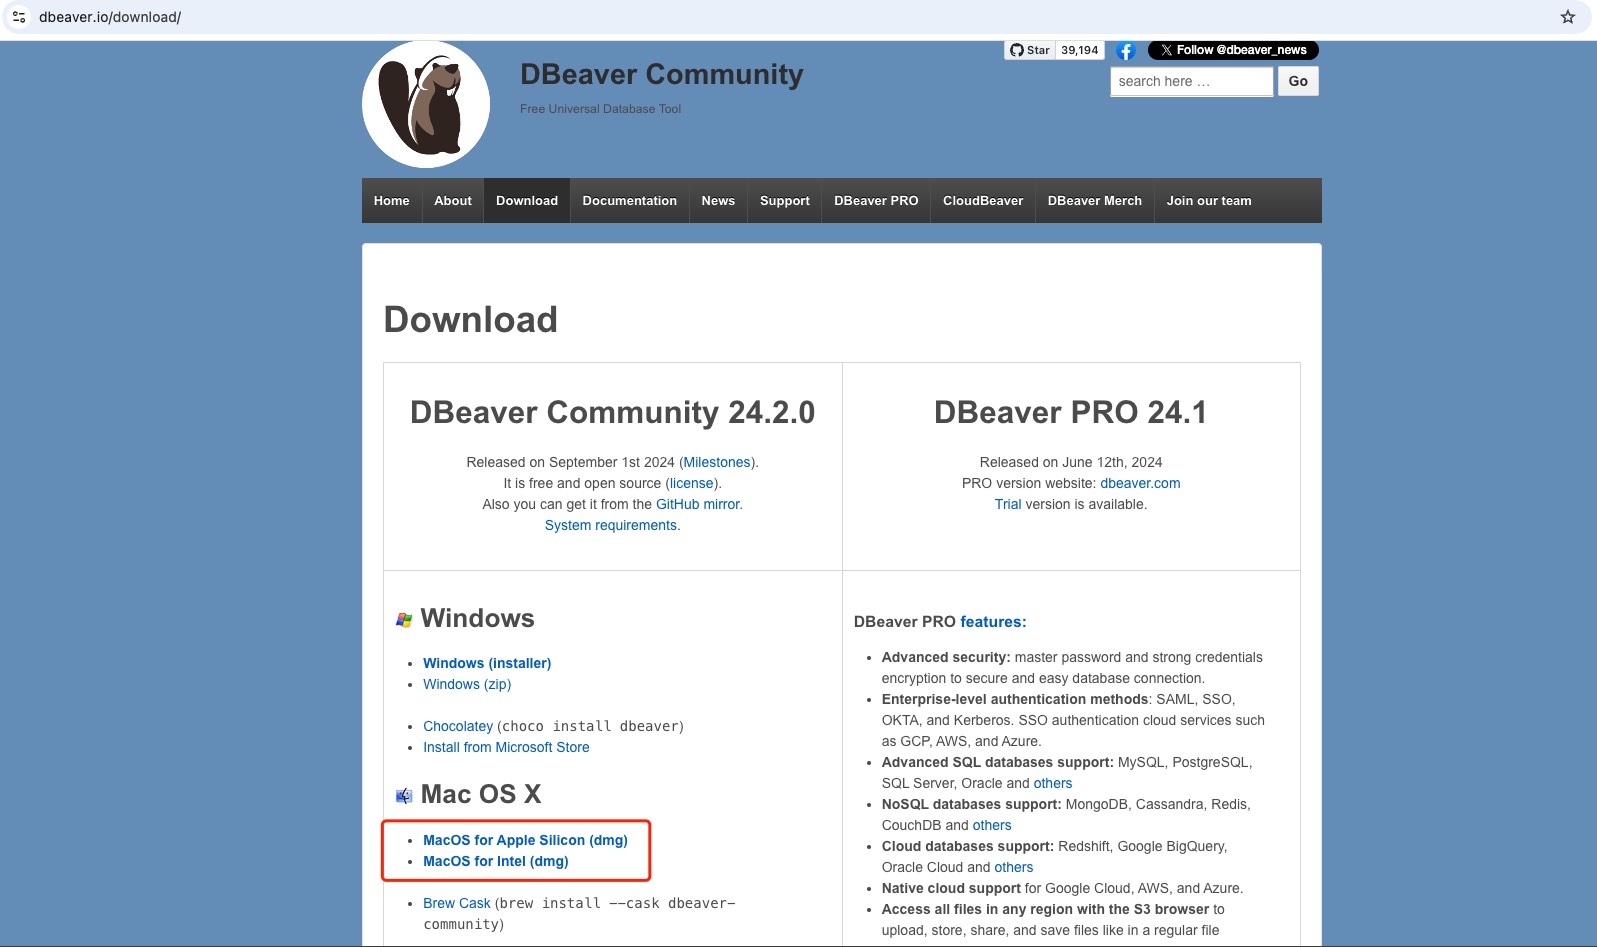 dbeaver.io/download/
Star 39,194
Follow @dbeaver_news
DBeaver Community
Free Universal Database Tool
search here …
Go
Home About Download Documentation News Support DBeaver PRO CloudBeaver DBeaver Merch Join our team
Download
DBeaver Community 24.2.0
Released on September 1st 2024 (Milestones).
It is free and open source (license).
Also you can get it from the GitHub mirror.
System requirements.
DBeaver PRO 24.1
Released on June 12th, 2024
PRO version website: dbeaver.com
Trial version is available.
Windows
• Windows (installer)
• Windows (zip)
• Chocolatey (choco install dbeaver)
• Install from Microsoft Store
Mac OS X
• MacOS for Apple Silicon (dmg)
• MacOS for Intel (dmg)
• Brew Cask (brew install --cask dbeaver-
community)
DBeaver PRO features:
• Advanced security: master password and strong credentials
encryption to secure and easy database connection.
• Enterprise-level authentication methods: SAML, SSO,
OKTA, and Kerberos. SSO authentication cloud services such
as GCP, AWS, and Azure.
• Advanced SQL databases support: MySQL, PostgreSQL,
SQL Server, Oracle and others
• NoSQL databases support: MongoDB, Cassandra, Redis,
CouchDB and others
• Cloud databases support: Redshift, Google BigQuery,
Oracle Cloud and others
• Native cloud support for Google Cloud, AWS, and Azure.
• Access all files in any region with the S3 browser to
upload, store, share, and save files like in a regular file